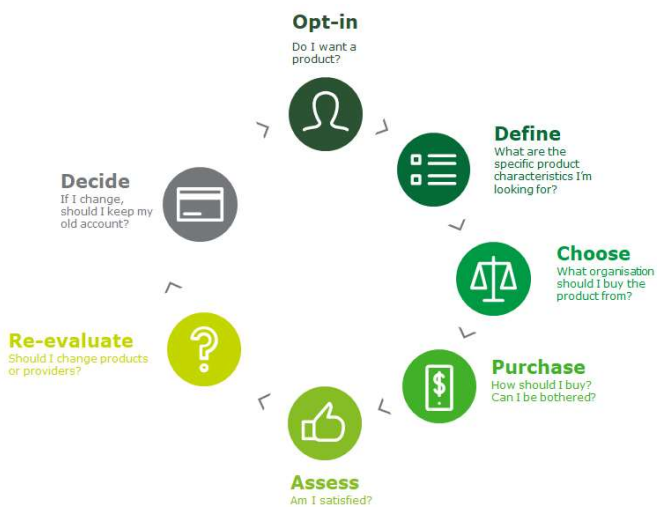 Opt-in
Do I want a
product?
Define
What are the
specific product
characteristics I'm
looking for?
Choose
What organisation
should I buy the
product from?
Purchase
How should I buy?
Can I be bothered?
$
Assess
Am I satisfied?
Re-evaluate
Should I change products
or providers?
?
Decide
If I change,
should I keep my
old account?